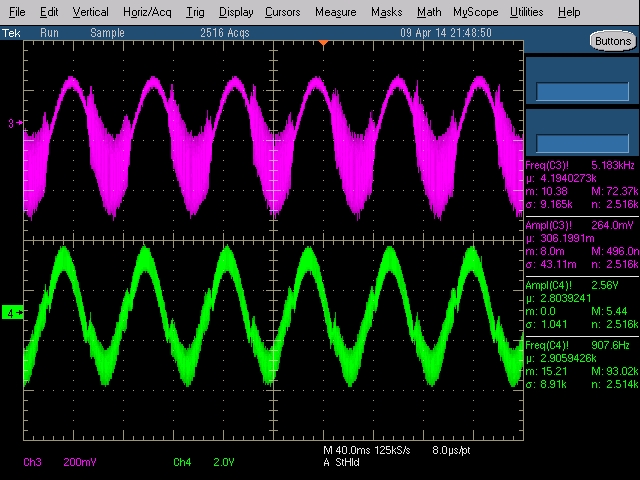 File Edit Vertical Horiz/Acq Trig Display Cursors Measure Masks Math MyScope Utilities Help
Tek Run Sample 2516 Acqs 09 Apr 14 21:48:50
Buttons
3
Freq(C3)! 5.183kHz
µ: 4.1940273k
m: 10.38 M: 72.37k
σ: 9.165k n: 2.516k
Ampl(C3)! 264.0mV
µ: 306.1991m
m: 8.0m M: 496.0m
σ: 43.11m n: 2.516k
Ampl(C4)! 2.56V
µ: 2.8039241
m: 0.0 M: 5.44
σ: 1.041 n: 2.516k
4
Freq(C4)! 907.6Hz
µ: 2.9059426k
m: 15.21 M: 93.02k
σ: 8.91k n: 2.514k
M 40.0ms 125kS/s 8.0µs/pt
A StHld
Ch3 200mV Ch4 2.0V